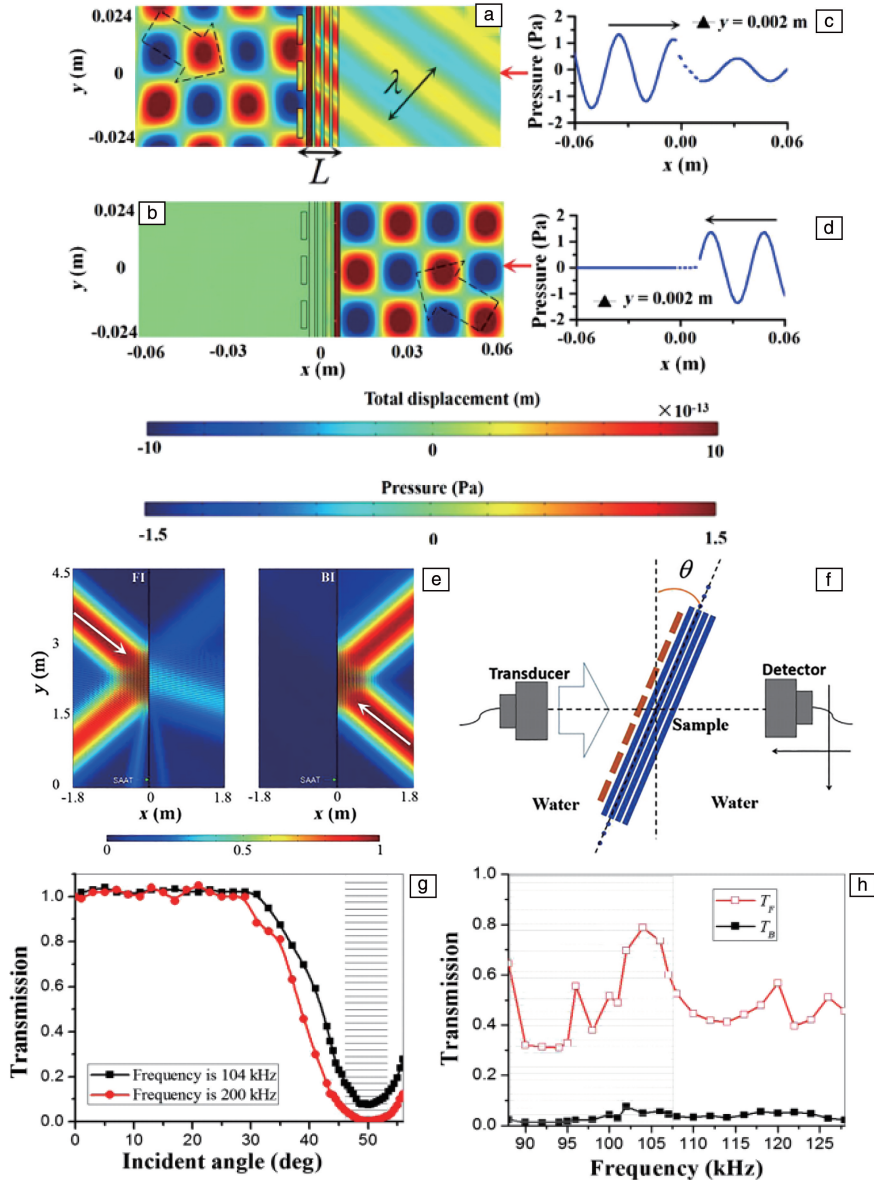 a
0.024
0
-0.024
y (m)
λ
L
c
▲ y = 0.002 m
Pressure (Pa)
2
1
0
-1
-2
-0.06 0.00 0.06
x (m)
b
0.024
0
-0.024
y (m)
-0.06 -0.03 0 0.03 0.06
x (m)
d
▲ y = 0.002 m
Pressure (Pa)
2
1
0
-1
-2
-0.06 0.00 0.06
x (m)
Total displacement (m) ×10⁻¹³
-10 0 10
Pressure (Pa)
-1.5 0 1.5
e
FI BI
4.5
3
1.5
0
y (m)
SAAT SAAT
-1.8 0 1.8 -1.8 0 1.8
x (m) x (m)
0 0.5 1
f
θ
Transducer Detector
Sample
Water Water
g
Transmission
1.0
0.8
0.6
0.4
0.2
0.0
Frequency is 104 kHz
Frequency is 200 kHz
0 10 20 30 40 50
Incident angle (deg)
h
Transmission
1.0
0.8
0.6
0.4
0.2
0.0
T_F
T_B
90 95 100 105 110 115 120 125
Frequency (kHz)